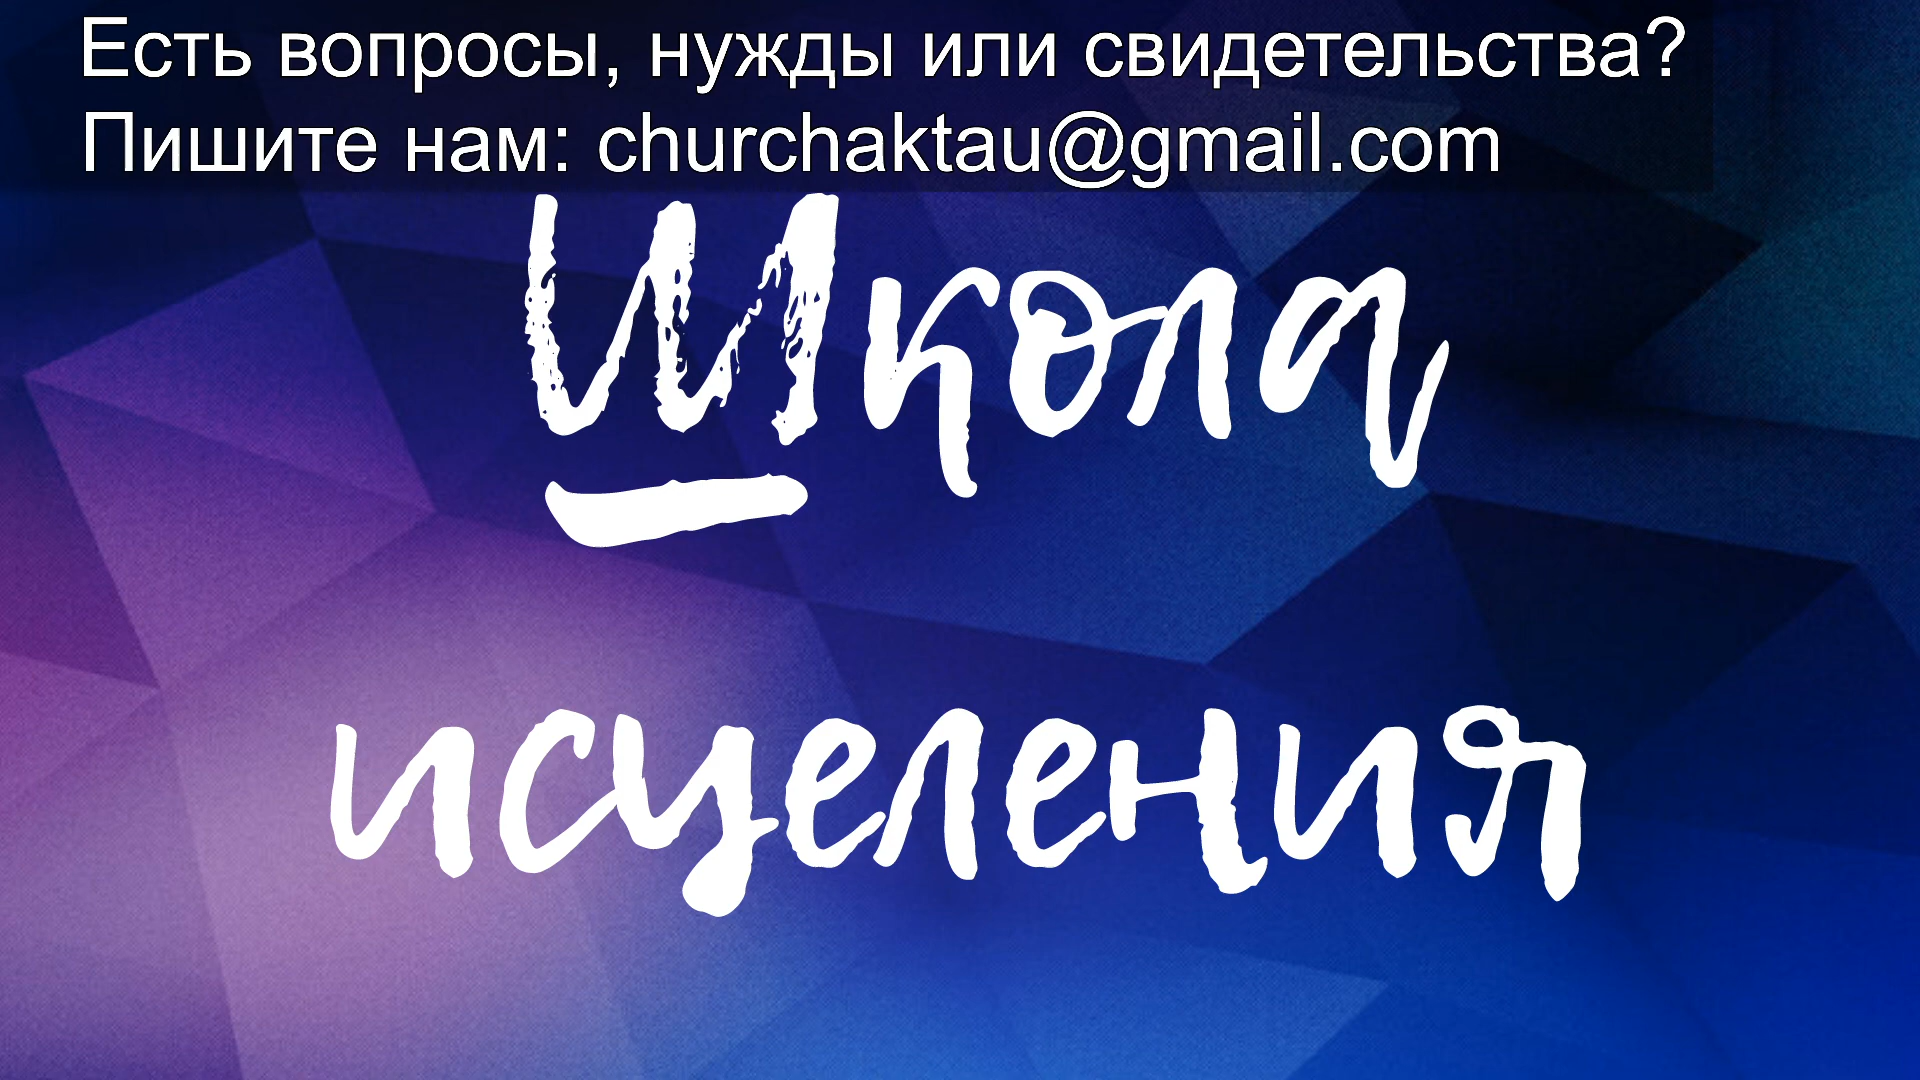 Есть вопросы, нужды или свидетельства?
Пишите нам: churchaktau@gmail.com
Школа
исцеления